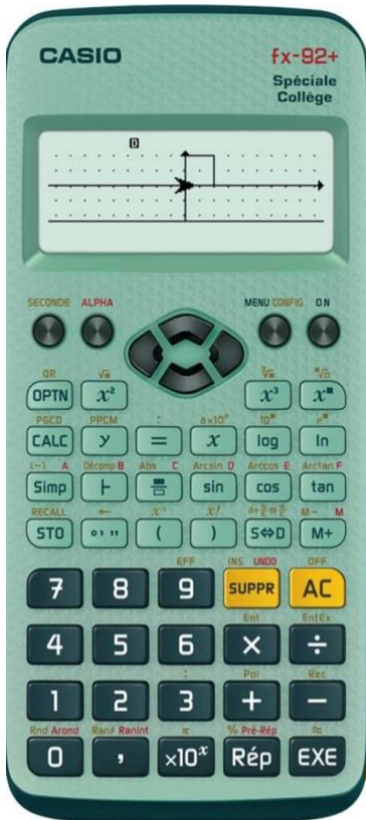 CASIO fx-92+
Spéciale
Collège
D
SECONDE ALPHA MENU CONFIG ON
QR
OPTN x² x³ x■
PGCD PPCM : a×10ⁿ 10■ e■
CALC y = x log ln
(−) A Décomp B Abs C Arcsin D Arccos E Arctan F
Simp ⊢ sin cos tan
RECALL ← x! M− M
STO ° ’ ” ( ) S⇔D M+
EFF INS UNDO OFF
7 8 9 SUPPR AC
Ent EntEx
4 5 6 × ÷
: Pol Rec
1 2 3 + −
Rnd Arond Ran# RanInt π % Pré-Rép ≈
0 , ×10ˣ Rép EXE